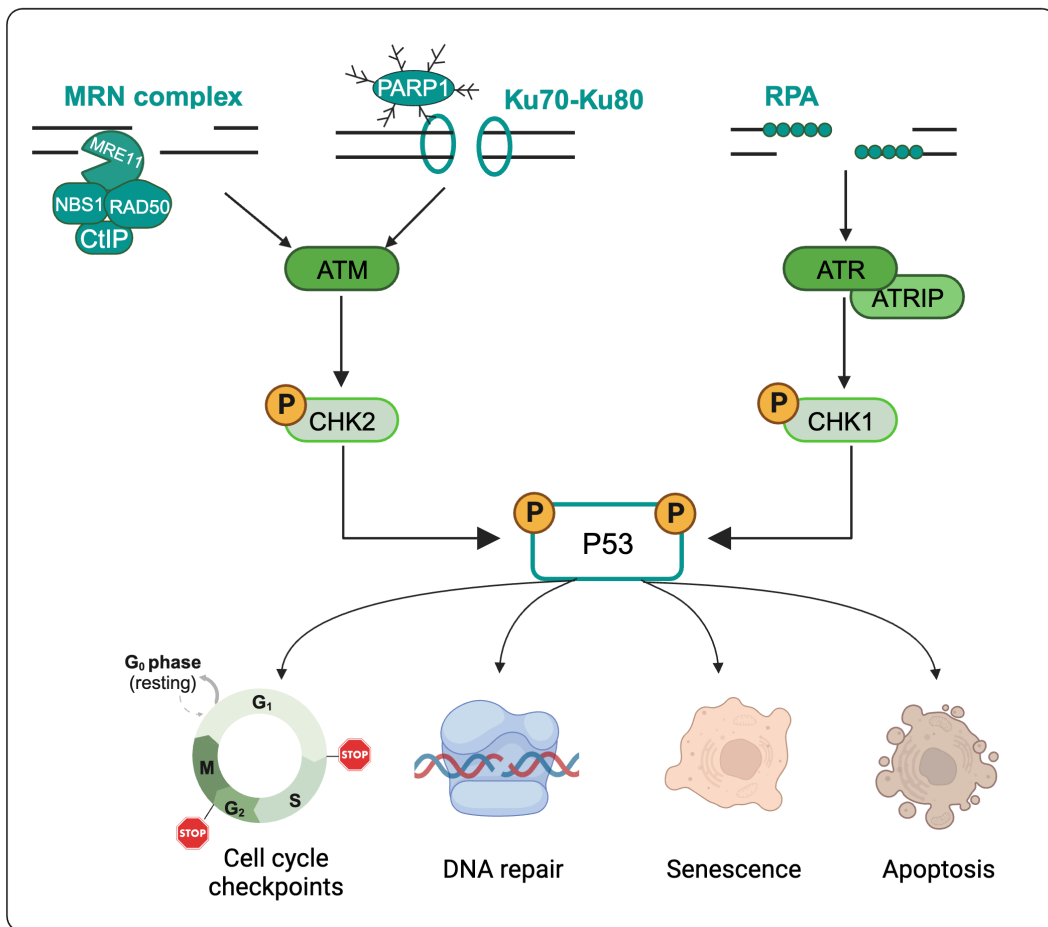 MRN complex
PARP1
Ku70-Ku80
RPA
MRE11
NBS1
RAD50
CtIP
ATM
ATR
ATRIP
P
CHK2
P
CHK1
P
P
P53
G₀ phase
(resting)
G₁
M
S
G₂
STOP
STOP
Cell cycle
checkpoints
DNA repair
Senescence
Apoptosis